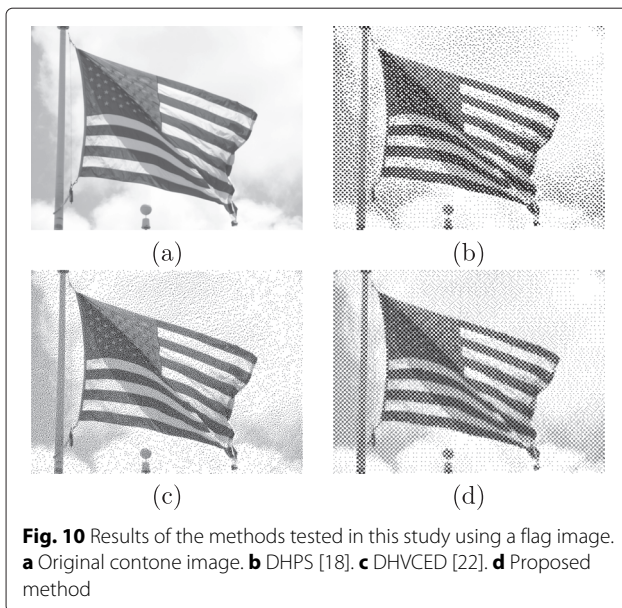 (a)
(b)
(c)
(d)
Fig. 10 Results of the methods tested in this study using a flag image.
a Original contone image. b DHPS [18]. c DHVCED [22]. d Proposed
method